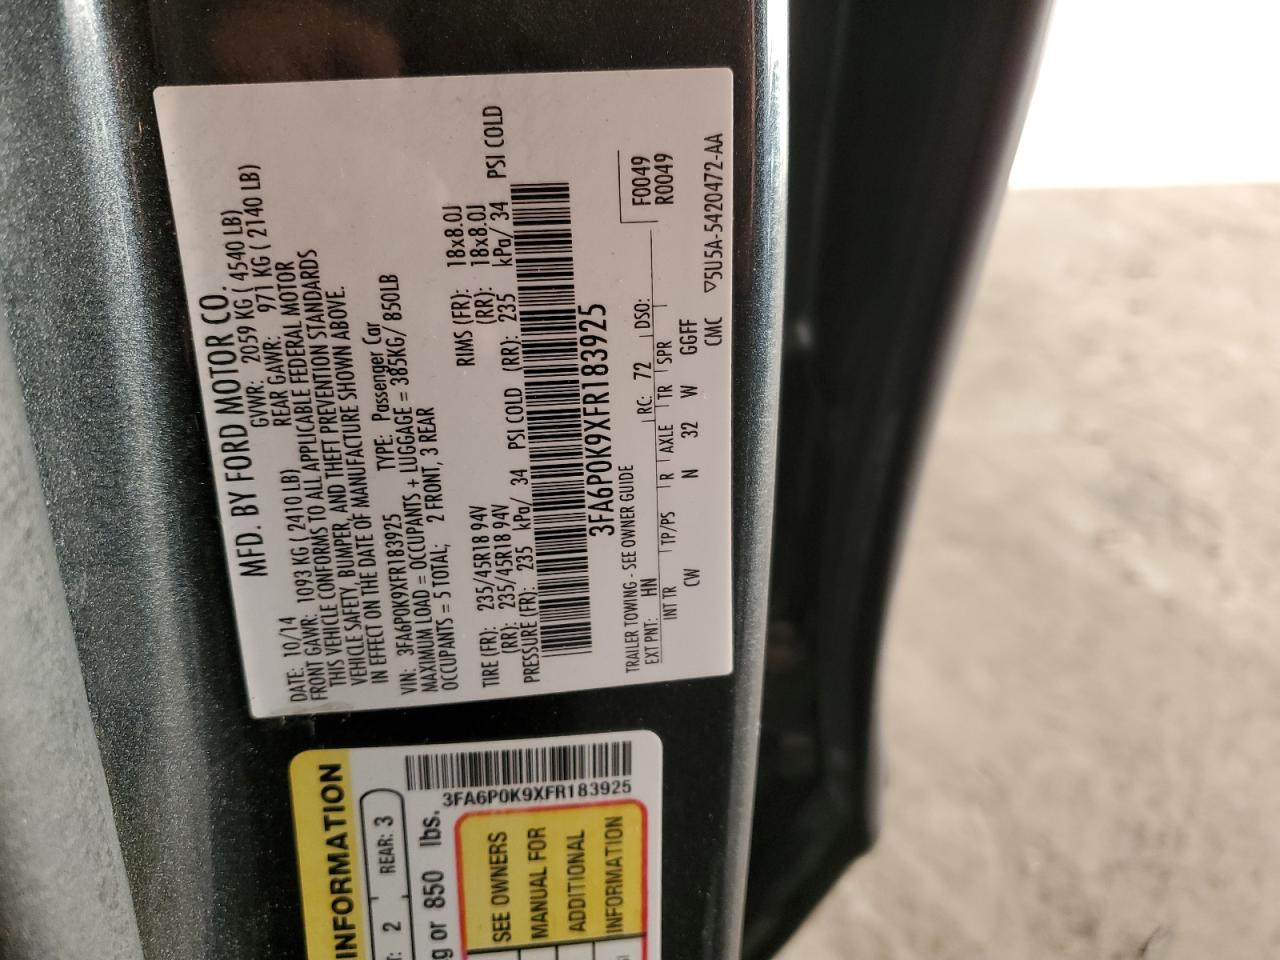 MFD. BY FORD MOTOR CO.
DATE: 10/14 GVWR: 2059 KG ( 4540 LB)
FRONT GAWR: 1093 KG ( 2410 LB) REAR GAWR: 971 KG ( 2140 LB)
THIS VEHICLE CONFORMS TO ALL APPLICABLE FEDERAL MOTOR
VEHICLE SAFETY, BUMPER, AND THEFT PREVENTION STANDARDS
IN EFFECT ON THE DATE OF MANUFACTURE SHOWN ABOVE.
VIN: 3FA6P0K9XFR183925 TYPE: Passenger Car
MAXIMUM LOAD = OCCUPANTS + LUGGAGE = 385KG/ 850LB
OCCUPANTS = 5 TOTAL; 2 FRONT, 3 REAR
TIRE (FR): 235/45R18 94V RIMS (FR): 18x8.0J
(RR): 235/45R18 94V (RR): 18x8.0J
PRESSURE (FR): 235 kPa/ 34 PSI COLD (RR): 235 kPa/ 34 PSI COLD
3FA6P0K9XFR183925
TRAILER TOWING - SEE OWNER GUIDE F0049
EXT PNT: HN RC: 72 DSO: R0049
INT TR TP/PS R AXLE TR SPR
CW N 32 W GGFF
CMC ▽5U5A-5420472-AA
INFORMATION
T: 2 REAR: 3
g or 850 lbs.
3FA6P0K9XFR183925
SEE OWNERS
MANUAL FOR
ADDITIONAL
INFORMATION